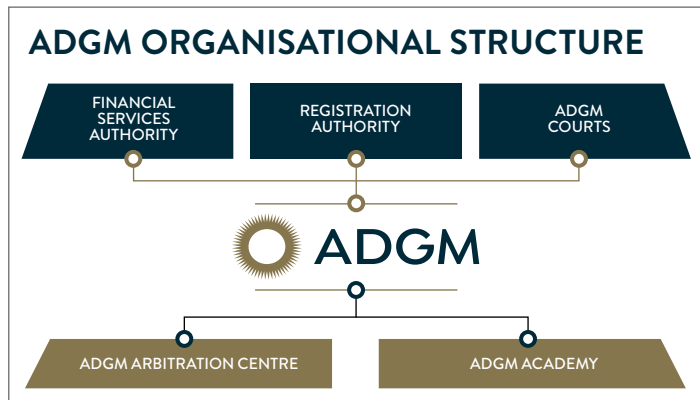 ADGM ORGANISATIONAL STRUCTURE
FINANCIAL
SERVICES
AUTHORITY
REGISTRATION
AUTHORITY
ADGM
COURTS
ADGM
ADGM ARBITRATION CENTRE
ADGM ACADEMY